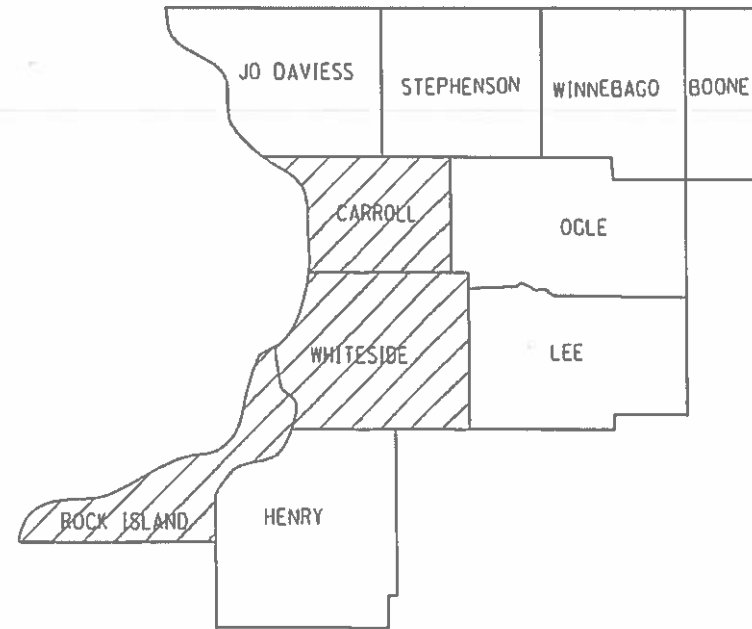 JO DAVIESS
STEPHENSON
WINNEBAGO
BOONE
CARROLL
OGLE
WHITESIDE
LEE
ROCK ISLAND
HENRY